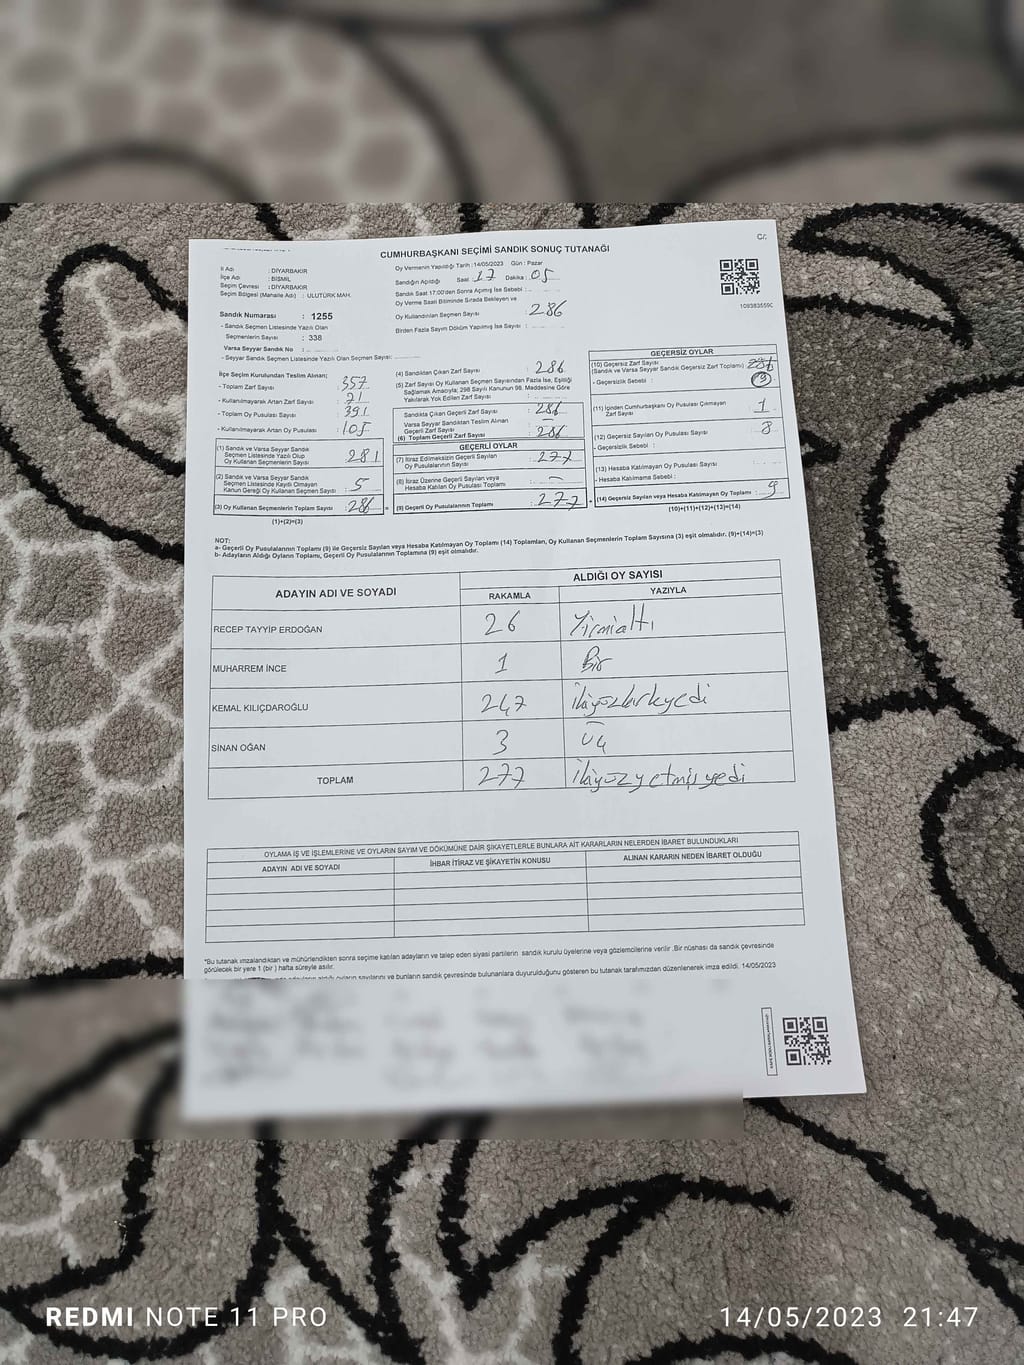 C/.
CUMHURBAŞKANI SEÇİMİ SANDIK SONUÇ TUTANAĞI
İl Adı : DİYARBAKIR
İlçe Adı : BİSMİL
Seçim Çevresi : DİYARBAKIR
Seçim Bölgesi (Mahalle Adı) : ULUTÜRK MAH.
Sandık Numarası : 1255
- Sandık Seçmen Listesinde Yazılı Olan
Seçmenlerin Sayısı : 338
Varsa Seyyar Sandık No :
- Seyyar Sandık Seçmen Listesinde Yazılı Olan Seçmen Sayısı:
Oy Vermenin Yapıldığı Tarih :14/05/2023 Gün : Pazar
Sandığın Açıldığı Saat : 17 Dakika : 05
Sandık Saat 17:00'den Sonra Açılmış İse Sebebi :
Oy Verme Saati Bitiminde Sırada Bekleyen ve
Oy Kullandırılan Seçmen Sayısı : 286
Birden Fazla Sayım Döküm Yapılmış İse Sayısı :
109383559C
İlçe Seçim Kurulundan Teslim Alınan;
- Toplam Zarf Sayısı : 357
- Kullanılmayarak Artan Zarf Sayısı : 71
- Toplam Oy Pusulası Sayısı : 391
- Kullanılmayarak Artan Oy Pusulası : 105
(1) Sandık ve Varsa Seyyar Sandık
Seçmen Listesinde Yazılı Olup
Oy Kullanan Seçmenlerin Sayısı : 281
(2) Sandık ve Varsa Seyyar Sandık
Seçmen Listesinde Kayıtlı Olmayan
Kanun Gereği Oy Kullanan Seçmen Sayısı : 5
(3) Oy Kullanan Seçmenlerin Toplam Sayısı : 286
(1)+(2)=(3)
(4) Sandıktan Çıkan Zarf Sayısı : 286
(5) Zarf Sayısı Oy Kullanan Seçmen Sayısından Fazla İse, Eşitliği
Sağlamak Amacıyla; 298 Sayılı Kanunun 98. Maddesine Göre
Yakılarak Yok Edilen Zarf Sayısı :
Sandıkta Çıkan Geçerli Zarf Sayısı : 286
Varsa Seyyar Sandıktan Teslim Alınan
Geçerli Zarf Sayısı : —
(6) Toplam Geçerli Zarf Sayısı : 286
GEÇERLİ OYLAR
(7) İtiraz Edilmeksizin Geçerli Sayılan
Oy Pusulalarının Sayısı : 277
(8) İtiraz Üzerine Geçerli Sayılan veya
Hesaba Katılan Oy Pusulası Toplamı : —
(9) Geçerli Oy Pusulalarının Toplamı : 277
GEÇERSİZ OYLAR
(10) Geçersiz Zarf Sayısı
(Sandık ve Varsa Seyyar Sandık Geçersiz Zarf Toplamı)
- Geçersizlik Sebebi :
(11) İçinden Cumhurbaşkanı Oy Pusulası Çıkmayan
Zarf Sayısı : 1
(12) Geçersiz Sayılan Oy Pusulası Sayısı : 8
- Geçersizlik Sebebi :
(13) Hesaba Katılmayan Oy Pusulası Sayısı :
- Hesaba Katılmama Sebebi :
(14) Geçersiz Sayılan veya Hesaba Katılmayan Oy Toplamı : 9
(10)+(11)+(12)+(13)=(14)
NOT:
a- Geçerli Oy Pusulalarının Toplamı (9) ile Geçersiz Sayılan veya Hesaba Katılmayan Oy Toplamı (14) Toplamları, Oy Kullanan Seçmenlerin Toplam Sayısına (3) eşit olmalıdır. (9)+(14)=(3)
b- Adayların Aldığı Oyların Toplamı, Geçerli Oy Pusulalarının Toplamına (9) eşit olmalıdır.
ADAYIN ADI VE SOYADI ALDIĞI OY SAYISI
RAKAMLA YAZIYLA
RECEP TAYYİP ERDOĞAN 26 Yirmialtı
MUHARREM İNCE 1 Bir
KEMAL KILIÇDAROĞLU 247 ikiyüzkırkyedi
SİNAN OĞAN 3 Üç
TOPLAM 277 ikiyüzyetmişyedi
OYLAMA İŞ VE İŞLEMLERİNE VE OYLARIN SAYIM VE DÖKÜMÜNE DAİR ŞİKAYETLERLE BUNLARA AİT KARARLARIN NELERDEN İBARET BULUNDUKLARI
ADAYIN ADI VE SOYADI İHBAR İTİRAZ VE ŞİKAYETİN KONUSU ALINAN KARARIN NEDEN İBARET OLDUĞU
*Bu tutanak imzalandıktan ve mühürlendikten sonra seçime katılan adayların ve talep eden siyasi partilerin sandık kurulu üyelerine veya gözlemcilerine verilir ,Bir nüshası da sandık çevresinde
görülecek bir yere 1 (bir ) hafta süreyle asılır.
adayların aldığı oyların sayılarını ve bunların sandık çevresinde bulunanlara duyurulduğunu gösteren bu tutanak tarafımızdan düzenlenerek imza edildi. 14/05/2023
REDMI NOTE 11 PRO
14/05/2023 21:47